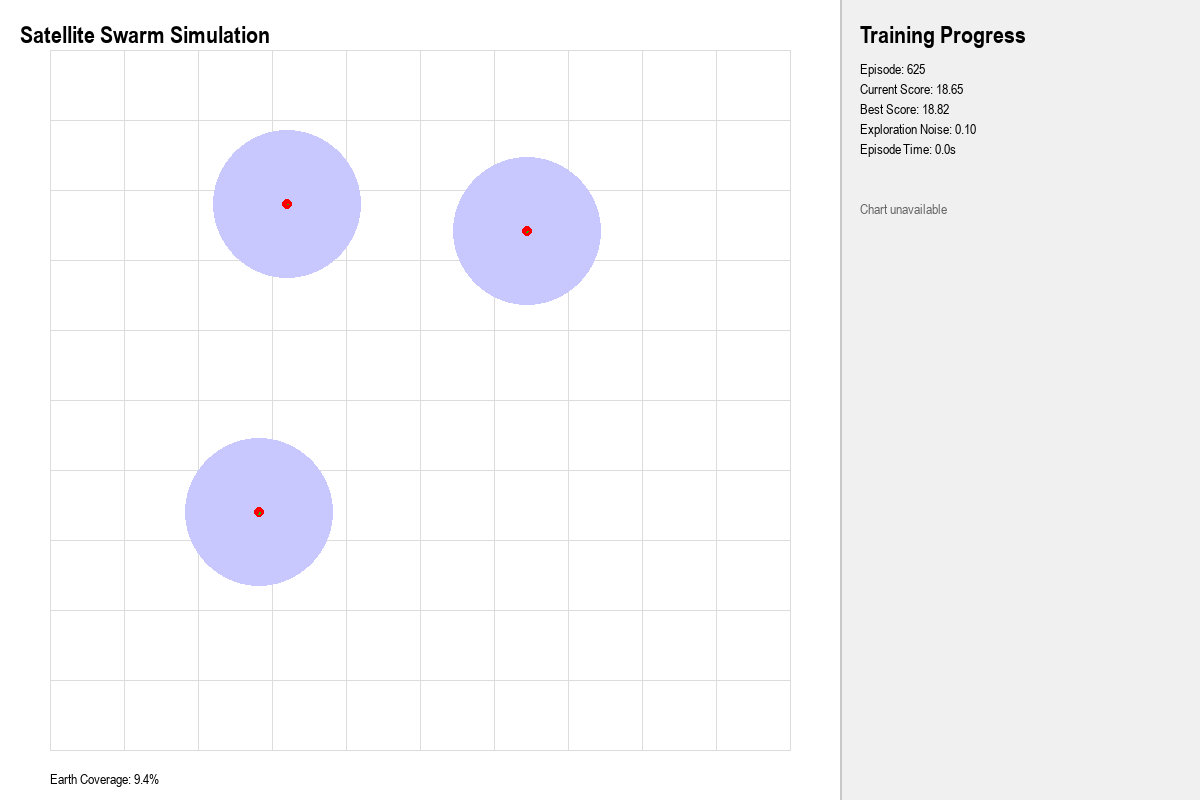 Satellite Swarm Simulation
Earth Coverage: 9.4%
Training Progress
Episode: 625
Current Score: 18.65
Best Score: 18.82
Exploration Noise: 0.10
Episode Time: 0.0s
Chart unavailable